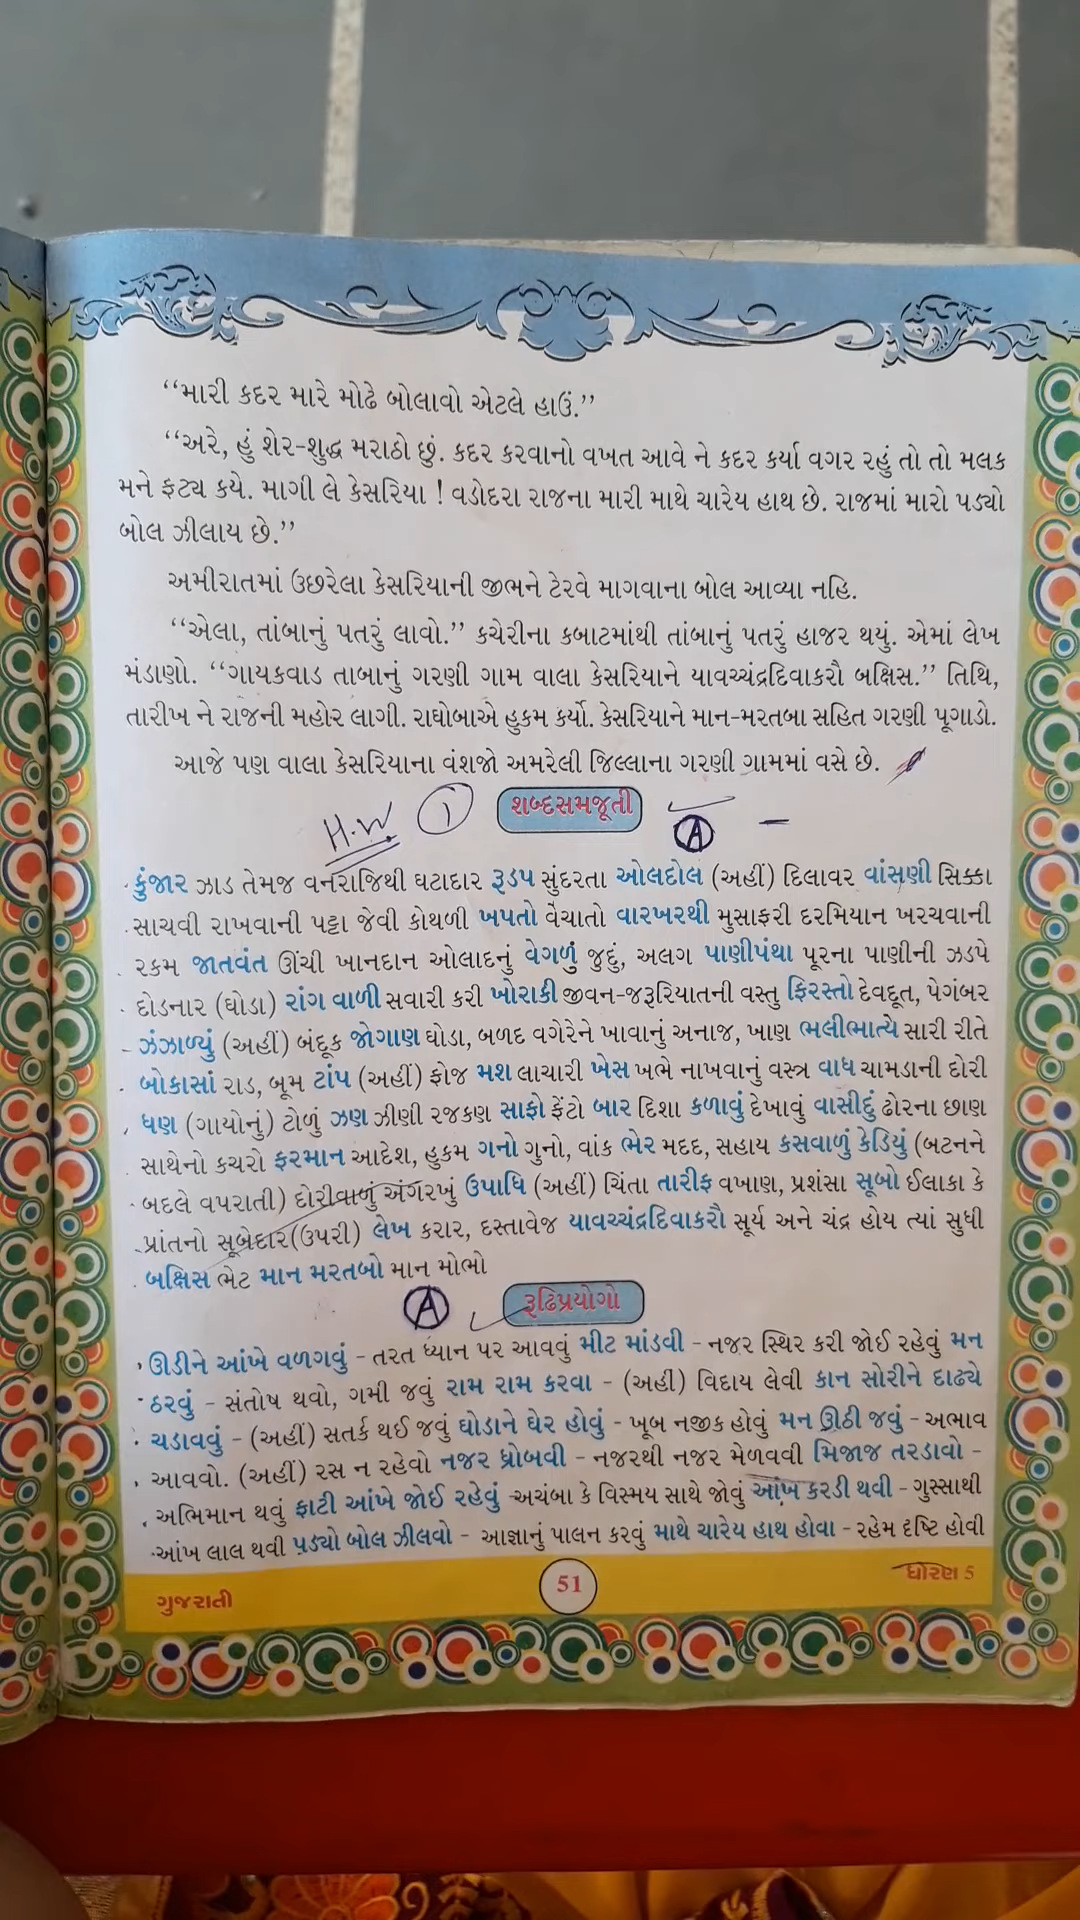 “મારી કદર મારે મોઢે બોલાવો એટલે હાઉં.”
“અરે, હું શેર-શુદ્ધ મરાઠો છું. કદર કરવાનો વખત આવે ને કદર કર્યા વગર રહું તો તો મલક
મને ફટ્ય કયે. માગી લે કેસરિયા ! વડોદરા રાજના મારી માથે ચારેય હાથ છે. રાજમાં મારો પડ્યો
બોલ ઝીલાય છે.”
અમીરાતમાં ઉછરેલા કેસરિયાની જીભને ટેરવે માગવાના બોલ આવ્યા નહિ.
“એલા, તાંબાનું પતરું લાવો.” કચેરીના કબાટમાંથી તાંબાનું પતરું હાજર થયું. એમાં લેખ
મંડાણો. “ગાયકવાડ તાબાનું ગરણી ગામ વાલા કેસરિયાને યાવચ્ચંદ્રદિવાકરૌ બક્ષિસ.” તિથિ,
તારીખ ને રાજની મહોર લાગી. રાઘોબાએ હુકમ કર્યો. કેસરિયાને માન-મરતબા સહિત ગરણી પૂગાડો.
આજે પણ વાલા કેસરિયાના વંશજો અમરેલી જિલ્લાના ગરણી ગામમાં વસે છે.
H.W ૧ શબ્દસમજૂતી A
કુંજાર ઝાડ તેમજ વનરાજિથી ઘટાદાર રૂડપ સુંદરતા ઓલદોલ (અહીં) દિલાવર વાંસણી સિક્કા
સાચવી રાખવાની પટ્ટા જેવી કોથળી ખપતો વેચાતો વારખરથી મુસાફરી દરમિયાન ખરચવાની
રકમ જાતવંત ઊંચી ખાનદાન ઓલાદનું વેગળું જુદું, અલગ પાણીપંથા પૂરના પાણીની ઝડપે
દોડનાર (ઘોડા) રાંગ વાળી સવારી કરી ખોરાકી જીવન-જરૂરિયાતની વસ્તુ ફિરસ્તો દેવદૂત, પેગંબર
ઝંઝાળ્યું (અહીં) બંદૂક જોગાણ ઘોડા, બળદ વગેરેને ખાવાનું અનાજ, ખાણ ભલીભાત્યે સારી રીતે
બોકાસાં રાડ, બૂમ ટાંપ (અહીં) ફોજ મશ લાચારી ખેસ ખભે નાખવાનું વસ્ત્ર વાધ ચામડાની દોરી
ધણ (ગાયોનું) ટોળું ઝણ ઝીણી રજકણ સાફો ફેંટો બાર દિશા કળાવું દેખાવું વાસીદું ઢોરના છાણ
સાથેનો કચરો ફરમાન આદેશ, હુકમ ગનો ગુનો, વાંક ભેર મદદ, સહાય કસવાળું કેડિયું (બટનને
બદલે વપરાતી) દોરીવાળું અંગરખું ઉપાધિ (અહીં) ચિંતા તારીફ વખાણ, પ્રશંસા સૂબો ઈલાકા કે
પ્રાંતનો સૂબેદાર(ઉપરી) લેખ કરાર, દસ્તાવેજ યાવચ્ચંદ્રદિવાકરૌ સૂર્ય અને ચંદ્ર હોય ત્યાં સુધી
બક્ષિસ ભેટ માન મરતબો માન મોભો
A રૂઢિપ્રયોગો
ઊડીને આંખે વળગવું - તરત ધ્યાન પર આવવું મીટ માંડવી - નજર સ્થિર કરી જોઈ રહેવું મન
ઠરવું - સંતોષ થવો, ગમી જવું રામ રામ કરવા - (અહીં) વિદાય લેવી કાન સોરીને દાઢ્યે
ચડાવવું - (અહીં) સતર્ક થઈ જવું ઘોડાને ઘેર હોવું - ખૂબ નજીક હોવું મન ઊઠી જવું - અભાવ
આવવો. (અહીં) રસ ન રહેવો નજર ધ્રોબવી - નજરથી નજર મેળવવી મિજાજ તરડાવો -
અભિમાન થવું ફાટી આંખે જોઈ રહેવું -અચંબા કે વિસ્મય સાથે જોવું આંખ કરડી થવી - ગુસ્સાથી
આંખ લાલ થવી પડ્યો બોલ ઝીલવો - આજ્ઞાનું પાલન કરવું માથે ચારેય હાથ હોવા - રહેમ દૃષ્ટિ હોવી
ગુજરાતી 51 ધોરણ 5